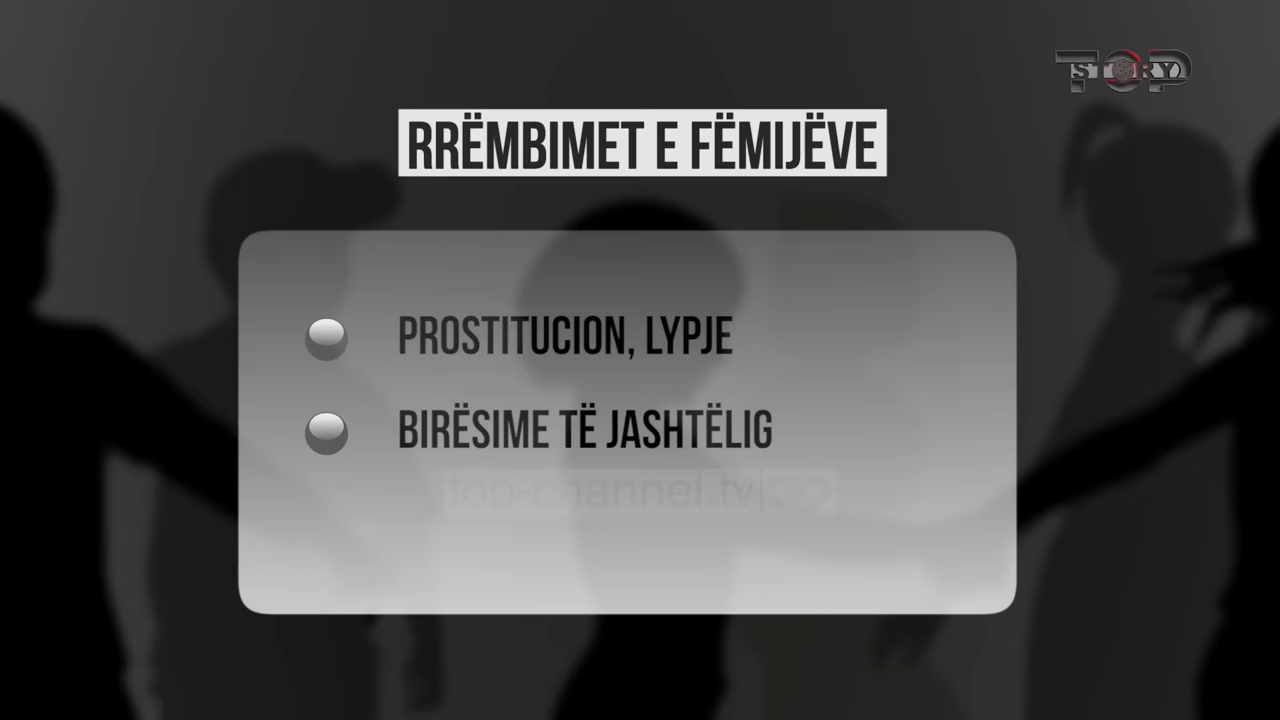 TOP STORY
RRËMBIMET E FËMIJËVE
PROSTITUCION, LYPJE
BIRËSIME TË JASHTËLIG
top-channel.tv